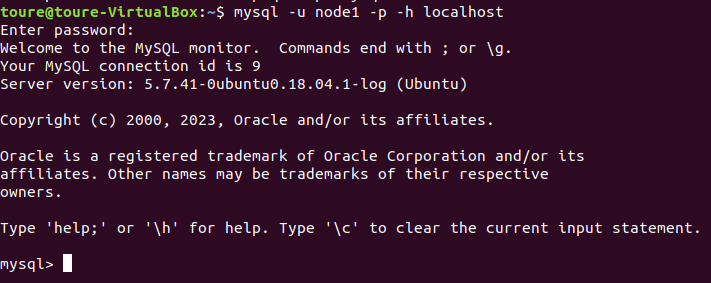 toure@toure-VirtualBox:~$ mysql -u node1 -p -h localhost
Enter password:
Welcome to the MySQL monitor.  Commands end with ; or \g.
Your MySQL connection id is 9
Server version: 5.7.41-0ubuntu0.18.04.1-log (Ubuntu)
Copyright (c) 2000, 2023, Oracle and/or its affiliates.
Oracle is a registered trademark of Oracle Corporation and/or its
affiliates. Other names may be trademarks of their respective
owners.
Type 'help;' or '\h' for help. Type '\c' to clear the current input statement.
mysql>